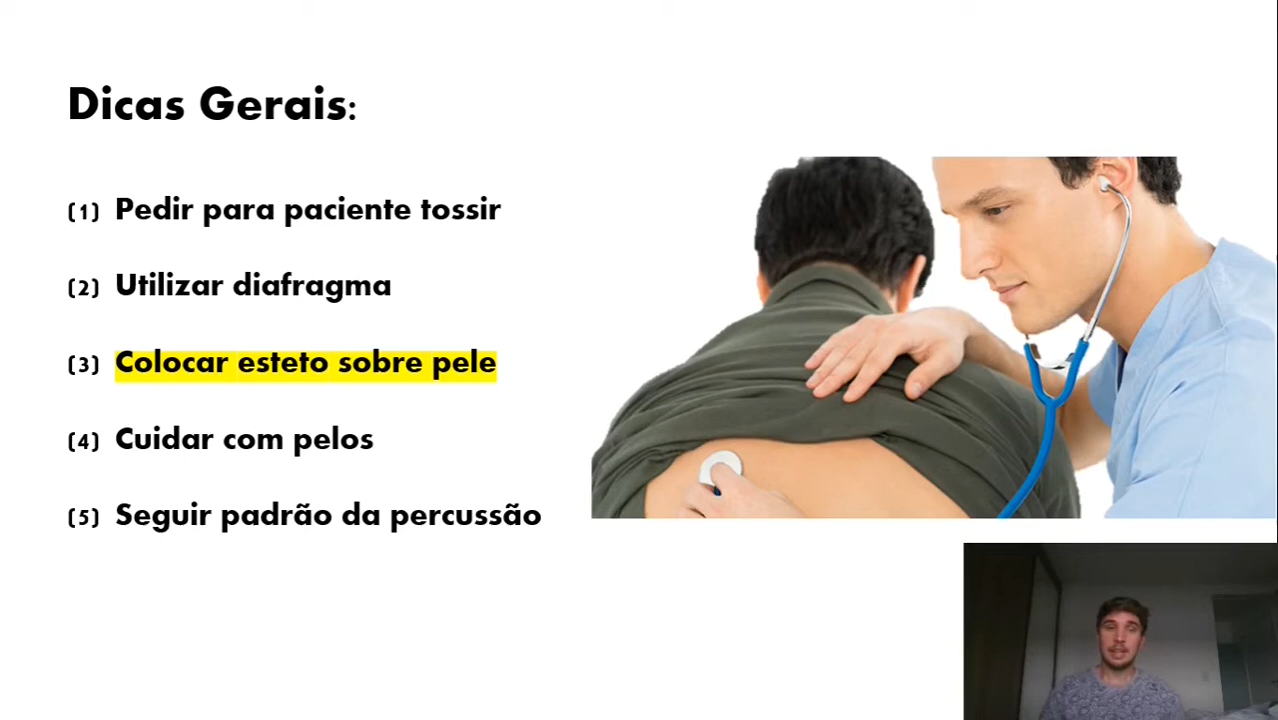 Dicas Gerais:
(1) Pedir para paciente tossir
(2) Utilizar diafragma
(3) Colocar esteto sobre pele
(4) Cuidar com pelos
(5) Seguir padrão da percussão